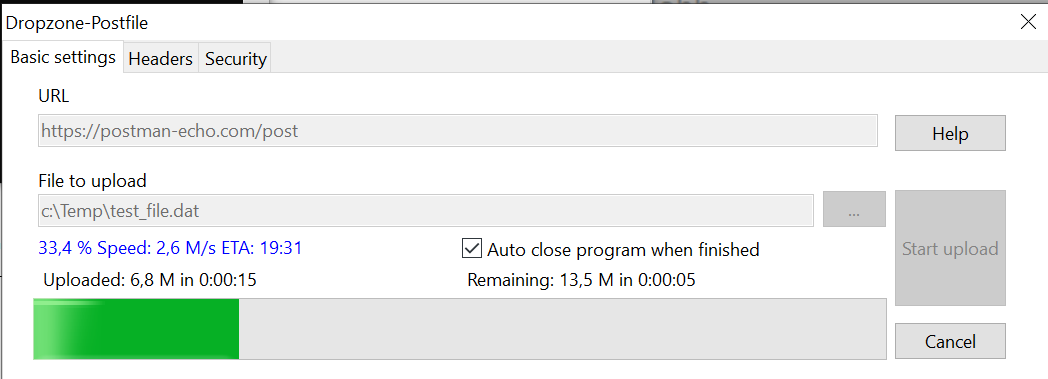 Dropzone-Postfile
Basic settings Headers Security
URL
https://postman-echo.com/post
Help
File to upload
c:\Temp\test_file.dat
...
Start upload
33,4 % Speed: 2,6 M/s ETA: 19:31
Auto close program when finished
Uploaded: 6,8 M in 0:00:15
Remaining: 13,5 M in 0:00:05
Cancel